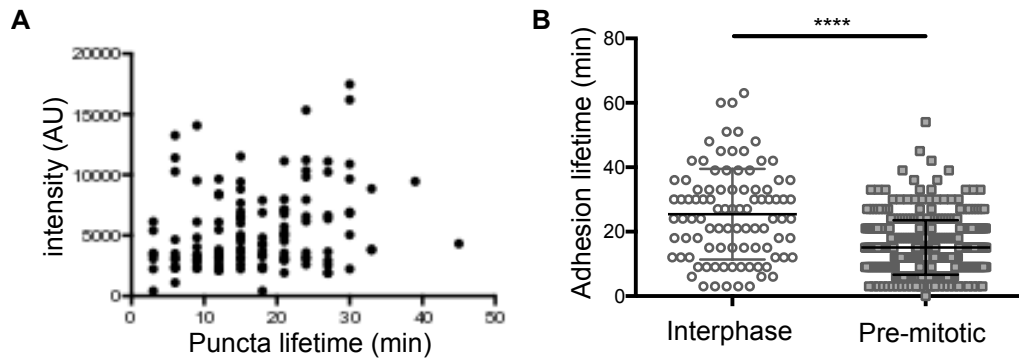 A
intensity (AU)
20000
15000
10000
5000
0
0 10 20 30 40 50
Puncta lifetime (min)
B
****
Adhesion lifetime (min)
80
60
40
20
0
Interphase Pre-mitotic